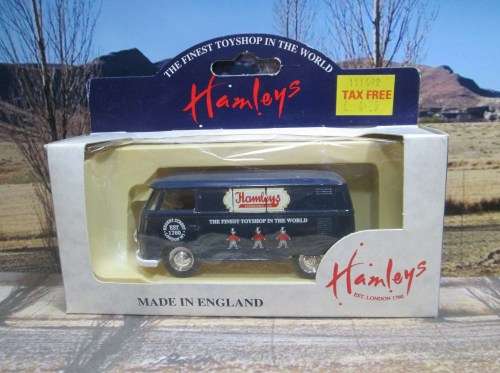 THE FINEST TOYSHOP IN THE WORLD
Hamleys
TAX FREE
Hamleys
THE FINEST TOYSHOP IN THE WORLD
EST
1760
Hamleys
EST. LONDON 1760
MADE IN ENGLAND